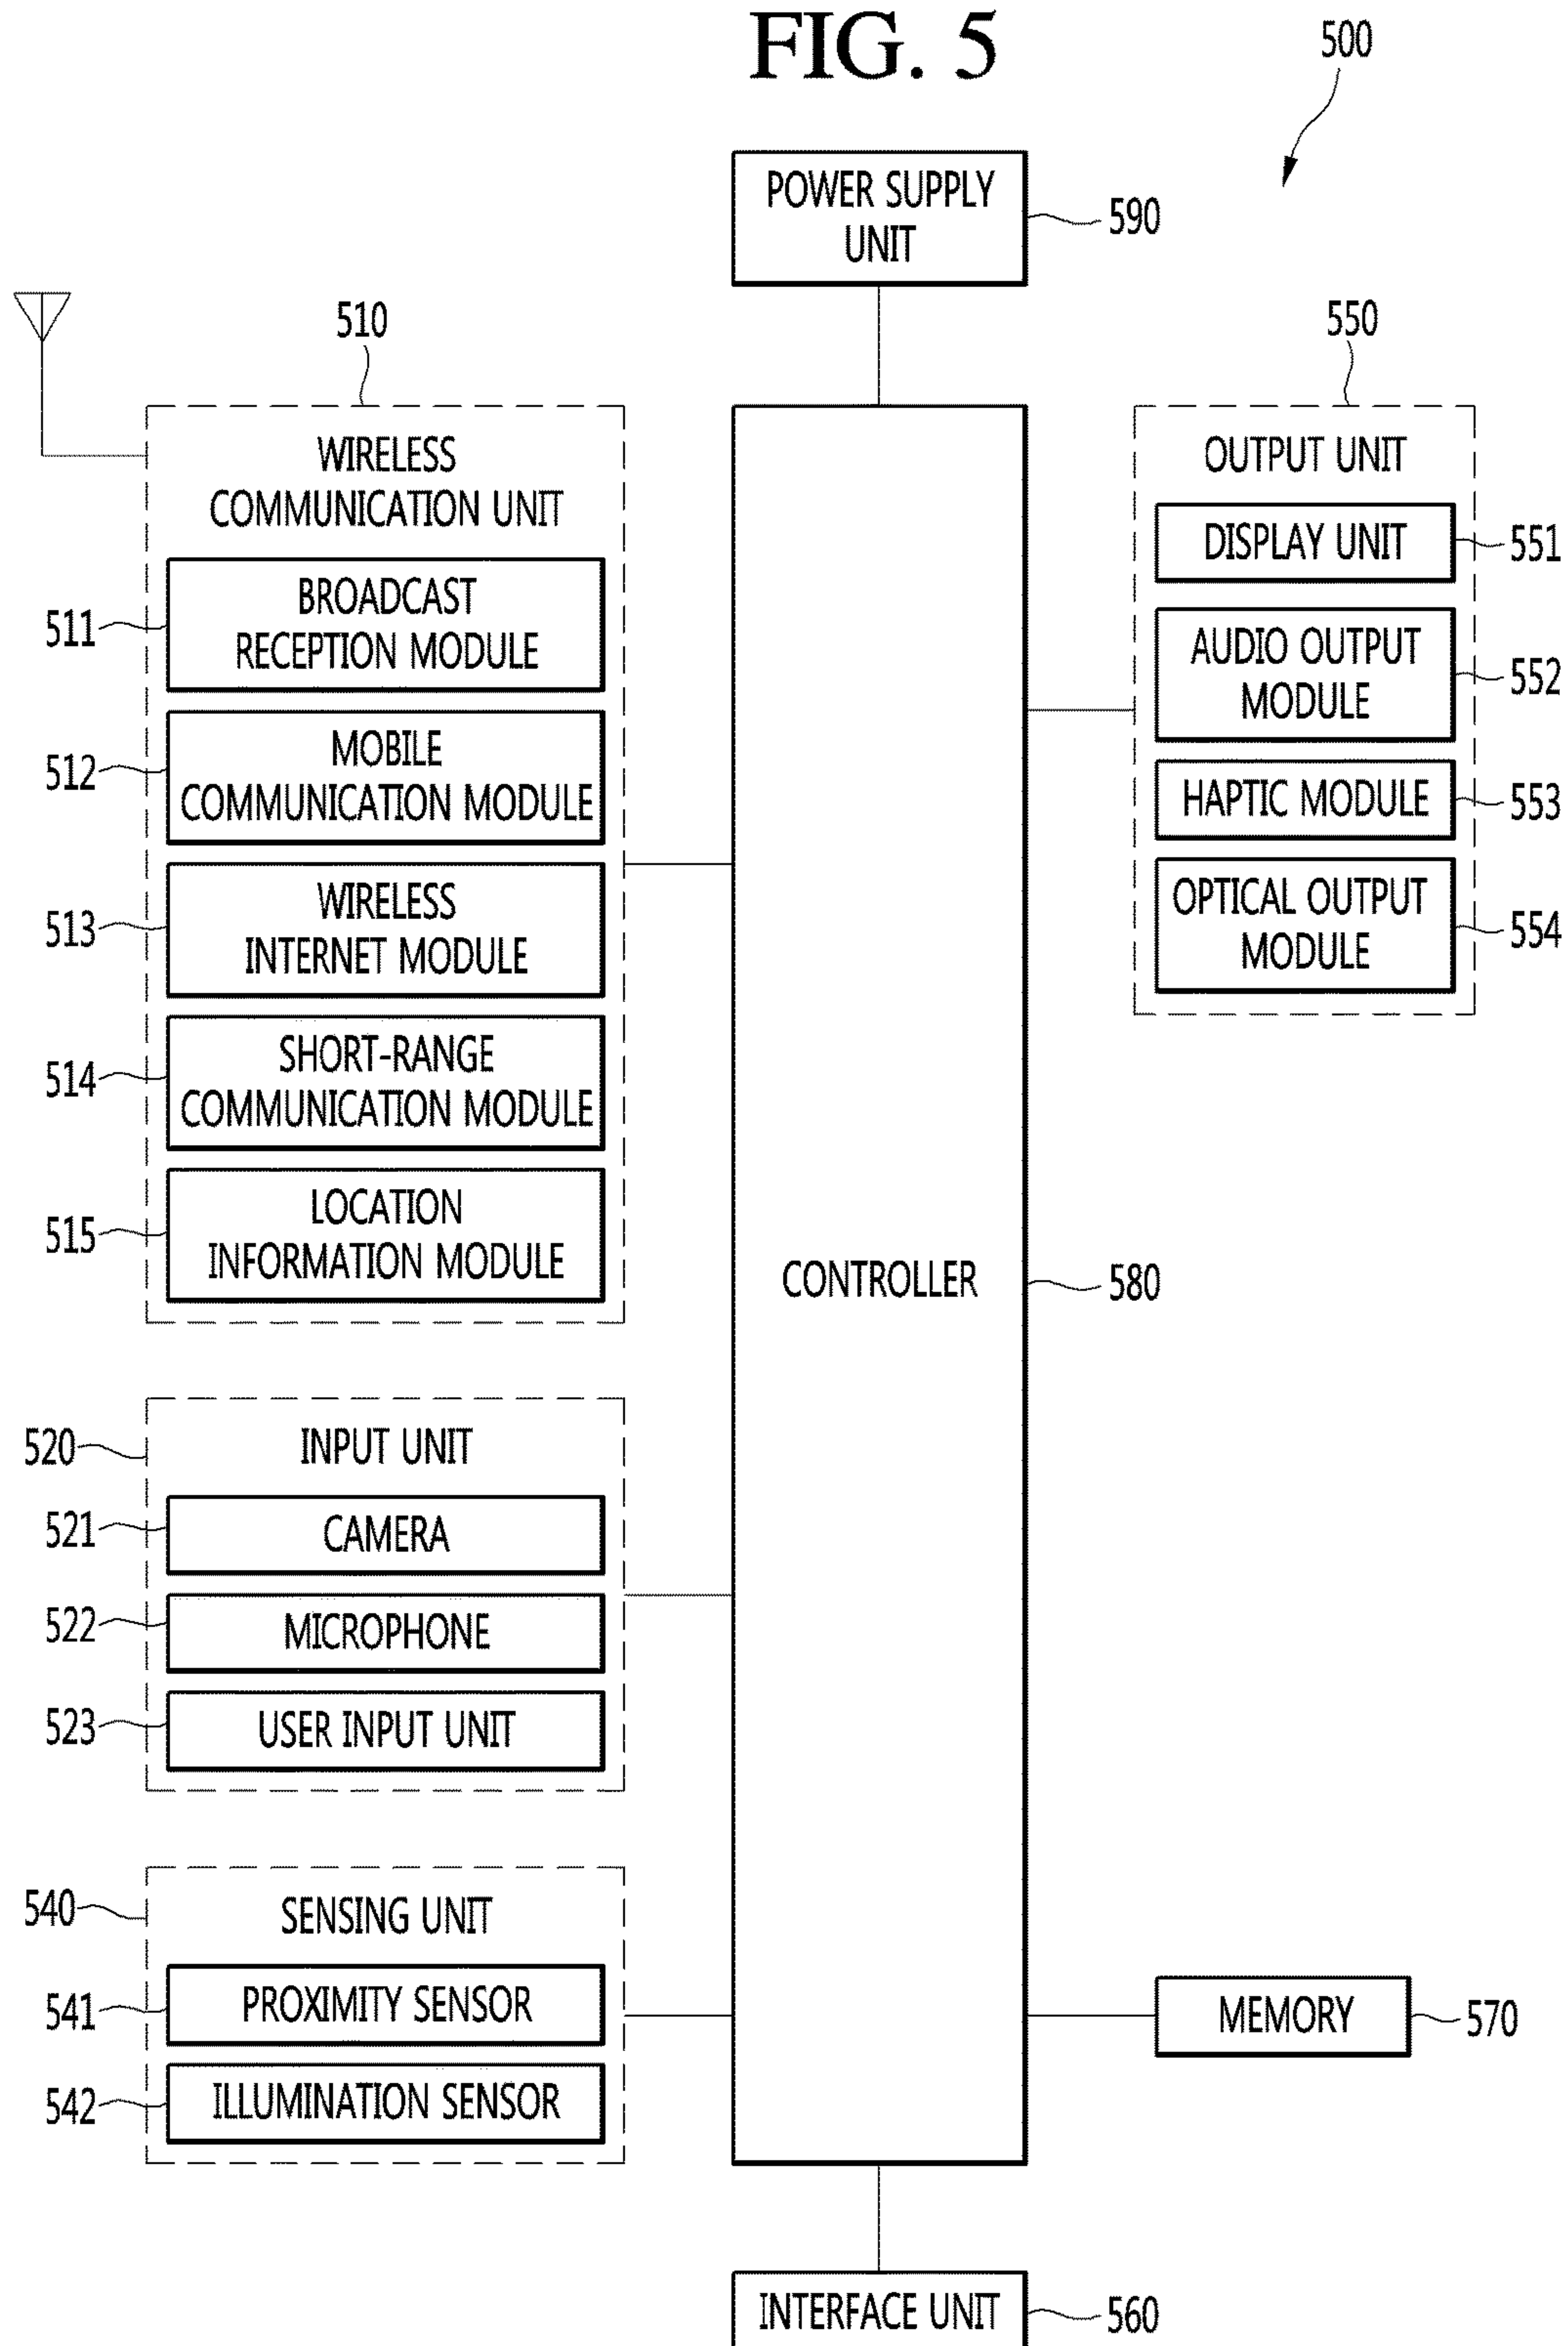 FIG. 5
500
POWER SUPPLY
UNIT
590
510
WIRELESS
COMMUNICATION UNIT
511
BROADCAST
RECEPTION MODULE
512
MOBILE
COMMUNICATION MODULE
513
WIRELESS
INTERNET MODULE
514
SHORT-RANGE
COMMUNICATION MODULE
515
LOCATION
INFORMATION MODULE
520
INPUT UNIT
521
CAMERA
522
MICROPHONE
523
USER INPUT UNIT
540
SENSING UNIT
541
PROXIMITY SENSOR
542
ILLUMINATION SENSOR
CONTROLLER
580
550
OUTPUT UNIT
DISPLAY UNIT
551
AUDIO OUTPUT
MODULE
552
HAPTIC MODULE
553
OPTICAL OUTPUT
MODULE
554
MEMORY
570
INTERFACE UNIT
560